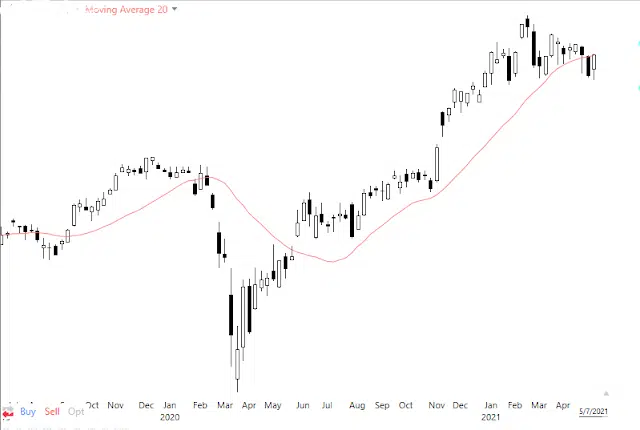 Moving Average 20
Oct Nov Dec Jan Feb Mar Apr May Jun Jul Aug Sep Oct Nov Dec Jan Feb Mar Apr
2020 2021 5/7/2021
Buy Sell Opt